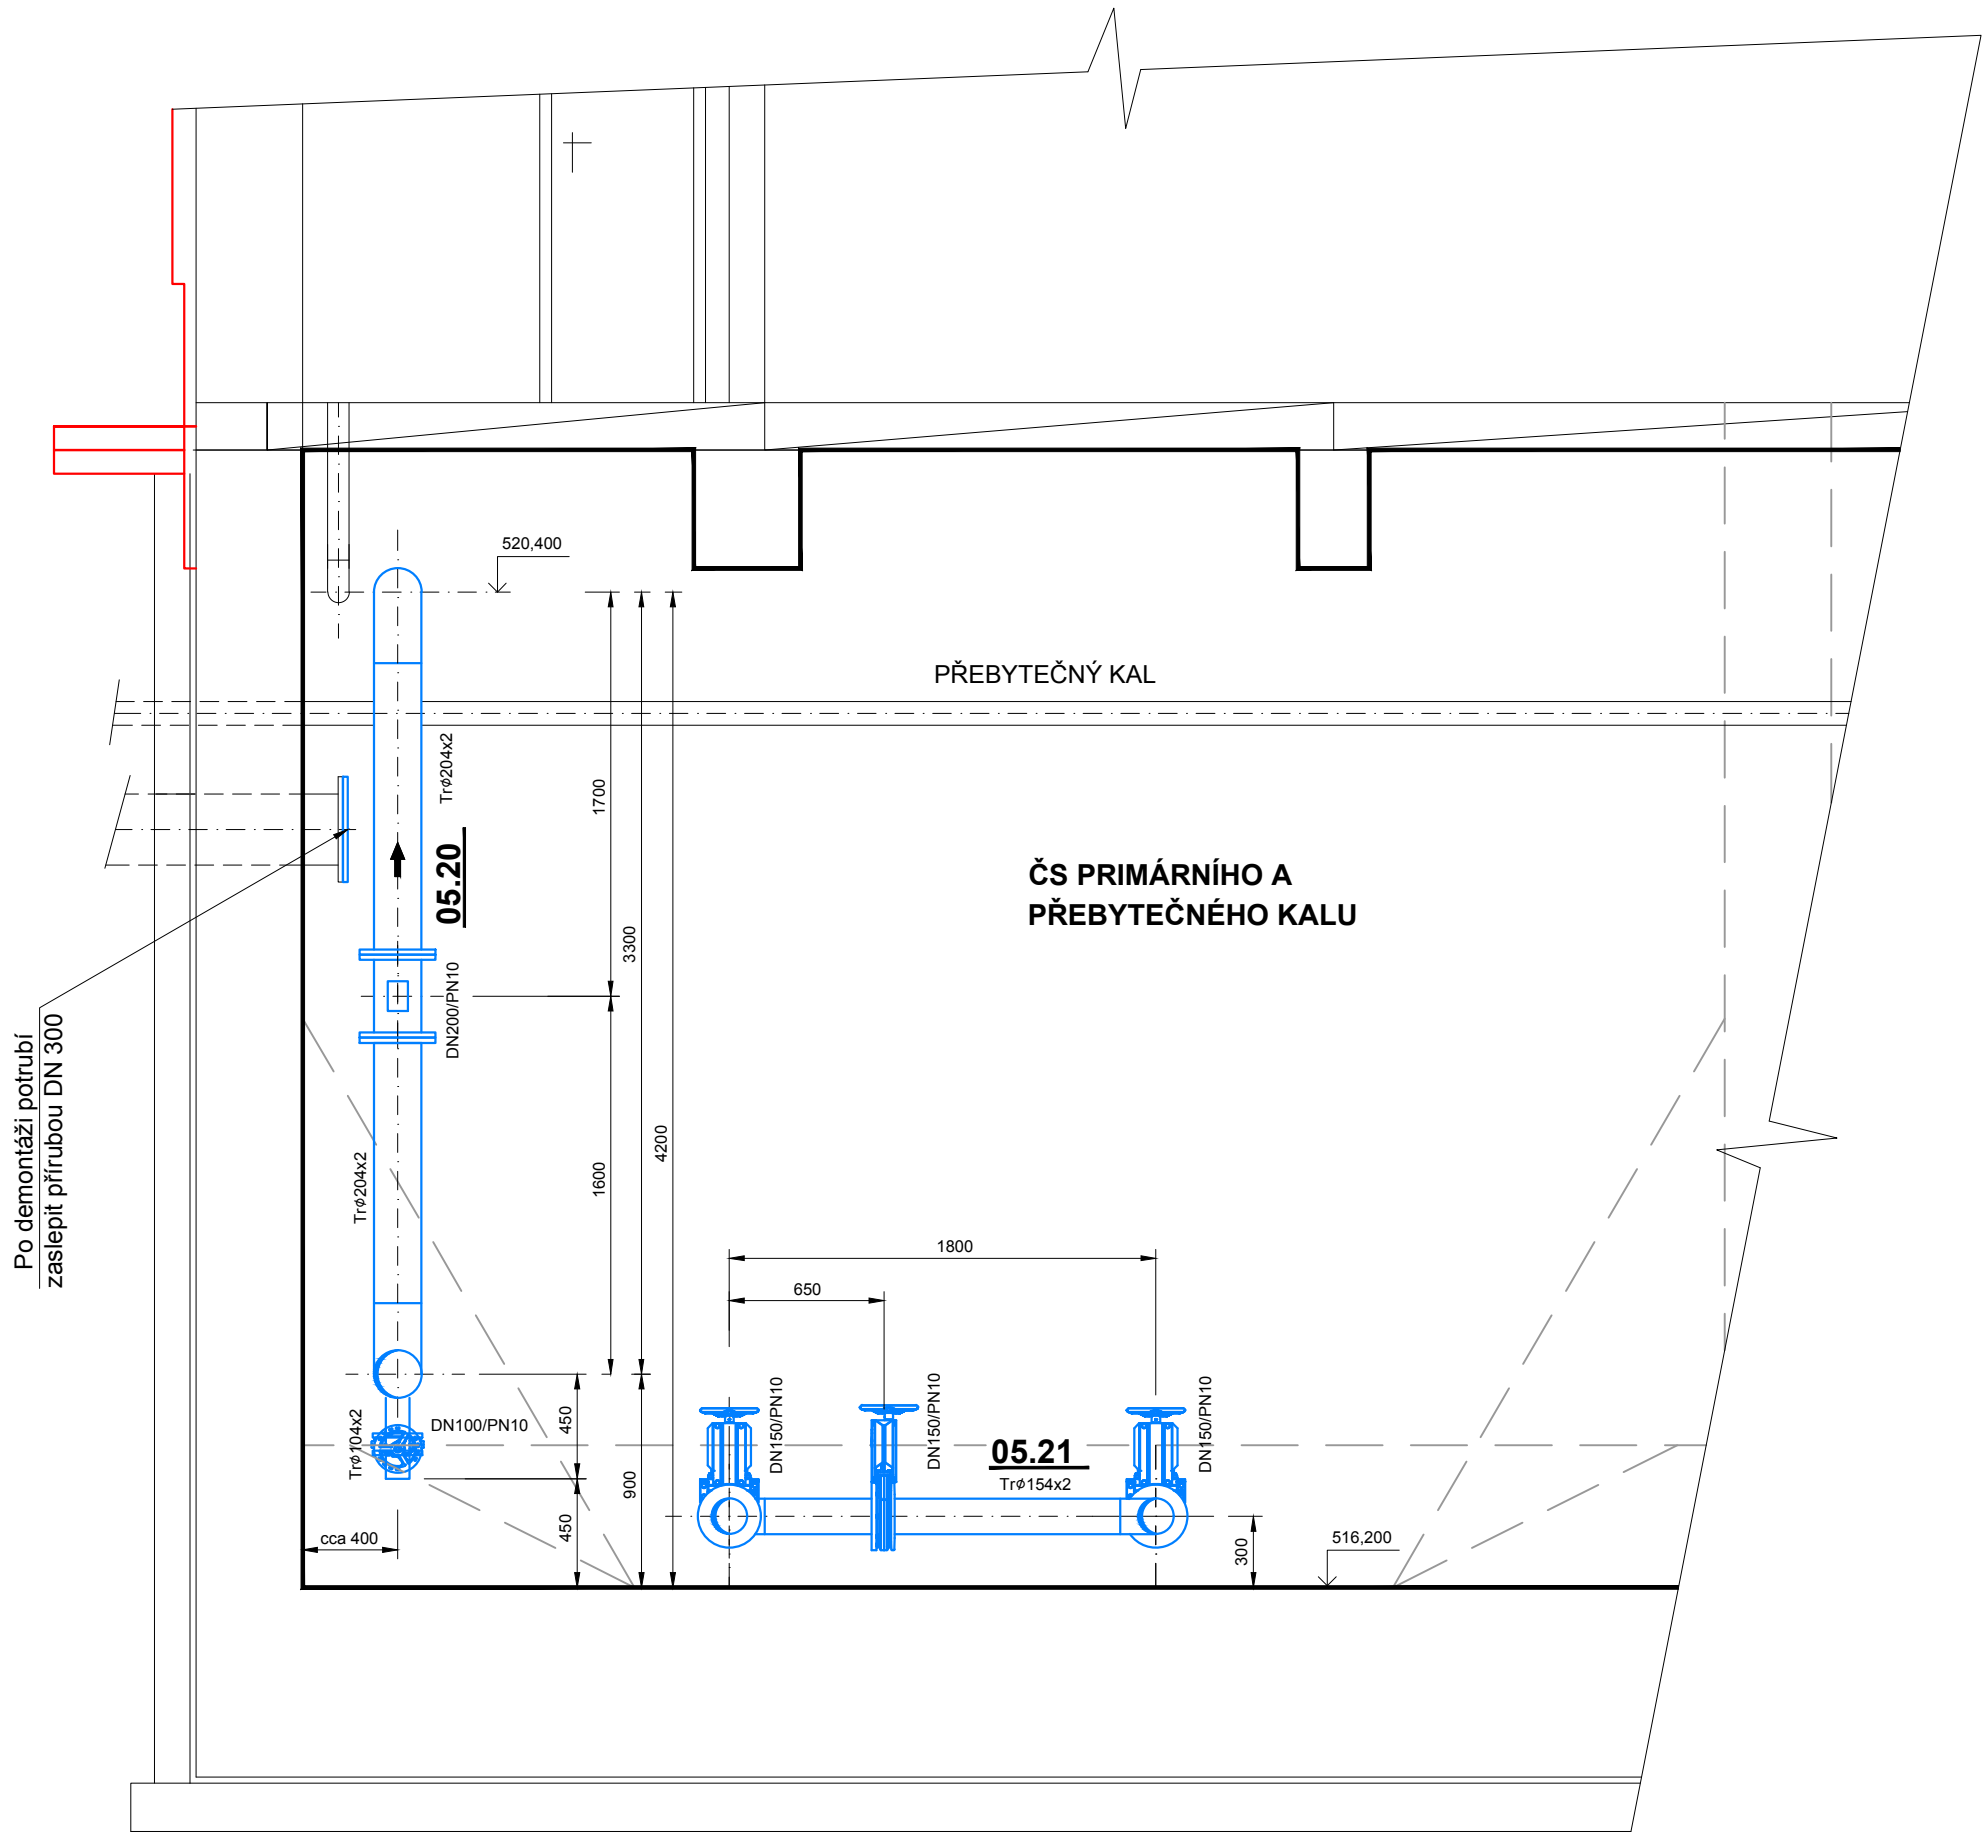 520,400
PŘEBYTEČNÝ KAL
Trφ204x2
1700
05.20
ČS PRIMÁRNÍHO A
PŘEBYTEČNÉHO KALU
3300
DN200/PN10
Po demontáži potrubí
zaslepit přírubou DN 300
4200
Trφ204x2
1600
1800
650
DN150/PN10
DN150/PN10
DN150/PN10
Trφ104x2
DN100/PN10
450
05.21
Trφ154x2
900
450
cca 400
300
516,200